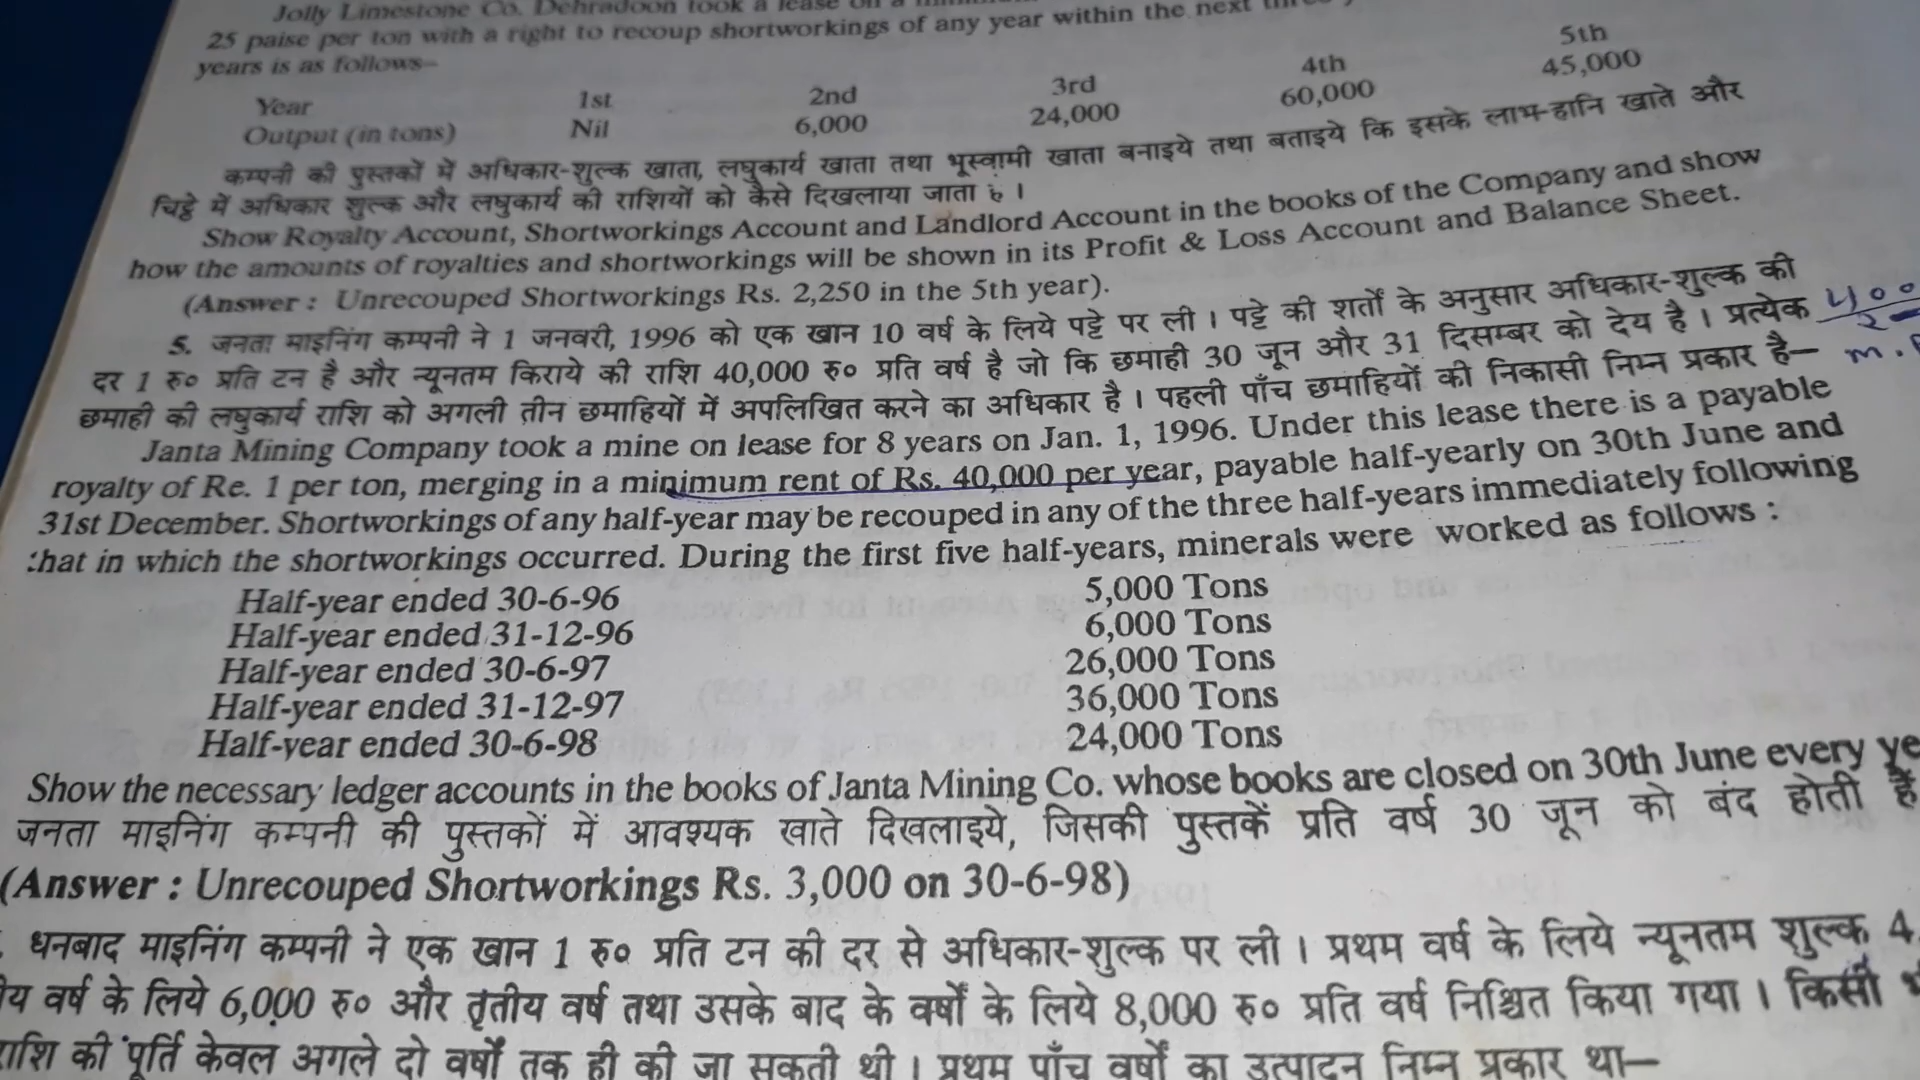 Jolly Limestone Co. Dehradoon took a lease on a
25 paise per ton with a right to recoup shortworkings of any year within the next
years is as follows—
Year 1st 2nd 3rd 4th 5th
Output (in tons) Nil 6,000 24,000 60,000 45,000
कम्पनी की पुस्तकों में अधिकार-शुल्क खाता, लघुकार्य खाता तथा भूस्वामी खाता बनाइये तथा बताइये कि इसके लाभ-हानि खाते और
चिट्ठे में अधिकार शुल्क और लघुकार्य की राशियों को कैसे दिखलाया जाता है ।
Show Royalty Account, Shortworkings Account and Landlord Account in the books of the Company and show
how the amounts of royalties and shortworkings will be shown in its Profit & Loss Account and Balance Sheet.
(Answer : Unrecouped Shortworkings Rs. 2,250 in the 5th year).
5. जनता माइनिंग कम्पनी ने 1 जनवरी, 1996 को एक खान 10 वर्ष के लिये पट्टे पर ली । पट्टे की शर्तों के अनुसार अधिकार-शुल्क की
दर 1 रु० प्रति टन है और न्यूनतम किराये की राशि 40,000 रु० प्रति वर्ष है जो कि छमाही 30 जून और 31 दिसम्बर को देय है । प्रत्येक
छमाही की लघुकार्य राशि को अगली तीन छमाहियों में अपलिखित करने का अधिकार है । पहली पाँच छमाहियों की निकासी निम्न प्रकार है—
Janta Mining Company took a mine on lease for 8 years on Jan. 1, 1996. Under this lease there is a payable
royalty of Re. 1 per ton, merging in a minimum rent of Rs. 40,000 per year, payable half-yearly on 30th June and
31st December. Shortworkings of any half-year may be recouped in any of the three half-years immediately following
that in which the shortworkings occurred. During the first five half-years, minerals were worked as follows :
Half-year ended 30-6-96 5,000 Tons
Half-year ended 31-12-96 6,000 Tons
Half-year ended 30-6-97 26,000 Tons
Half-year ended 31-12-97 36,000 Tons
Half-year ended 30-6-98 24,000 Tons
Show the necessary ledger accounts in the books of Janta Mining Co. whose books are closed on 30th June every
जनता माइनिंग कम्पनी की पुस्तकों में आवश्यक खाते दिखलाइये, जिसकी पुस्तकें प्रति वर्ष 30 जून को बंद होती हैं
(Answer : Unrecouped Shortworkings Rs. 3,000 on 30-6-98)
धनबाद माइनिंग कम्पनी ने एक खान 1 रु० प्रति टन की दर से अधिकार-शुल्क पर ली । प्रथम वर्ष के लिये न्यूनतम शुल्क 4
वर्ष के लिये 6,000 रु० और तृतीय वर्ष तथा उसके बाद के वर्षों के लिये 8,000 रु० प्रति वर्ष निश्चित किया गया । किसी
राशि की पूर्ति केवल अगले दो वर्षों तक ही की जा सकती थी । प्रथम पाँच वर्षों का उत्पादन निम्न प्रकार था—